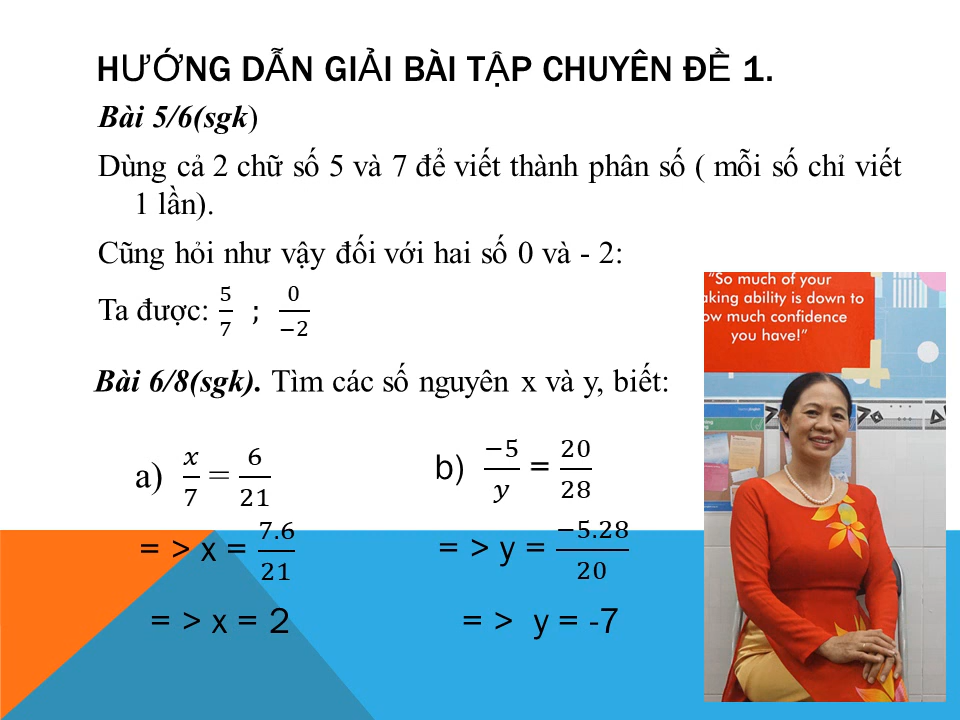 HƯỚNG DẪN GIẢI BÀI TẬP CHUYÊN ĐỀ 1.
Bài 5/6(sgk)
Dùng cả 2 chữ số 5 và 7 để viết thành phân số ( mỗi số chỉ viết
1 lần).
Cũng hỏi như vậy đối với hai số 0 và - 2:
Ta được: 5/7 ; 0/−2
Bài 6/8(sgk). Tìm các số nguyên x và y, biết:
a) x/7 = 6/21
= > x = 7.6/21
= > x = 2
b) −5/y = 20/28
= > y = −5.28/20
= > y = -7
"So much of your
aking ability is down to
ow much confidence
you have!"